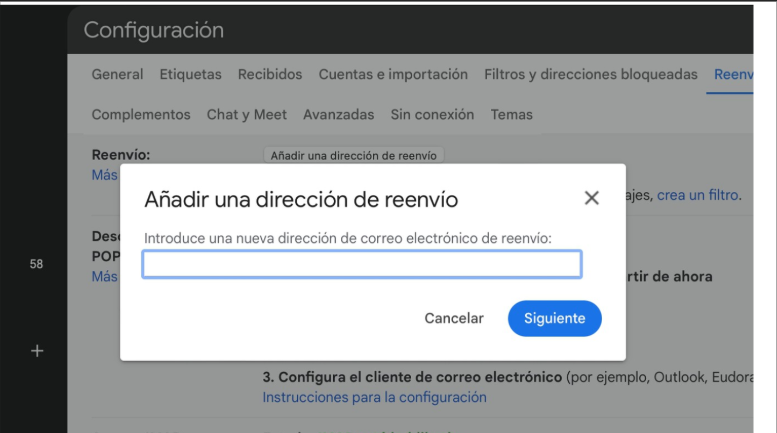 Configuración
General Etiquetas Recibidos Cuentas e importación Filtros y direcciones bloqueadas Reenv
Complementos Chat y Meet Avanzadas Sin conexión Temas
Reenvío: Añadir una dirección de reenvío
Más
ajes, crea un filtro.
Añadir una dirección de reenvío
Introduce una nueva dirección de correo electrónico de reenvío:
Desc
POP
58
Más
rtir de ahora
Cancelar Siguiente
3. Configura el cliente de correo electrónico (por ejemplo, Outlook, Eudora
Instrucciones para la configuración